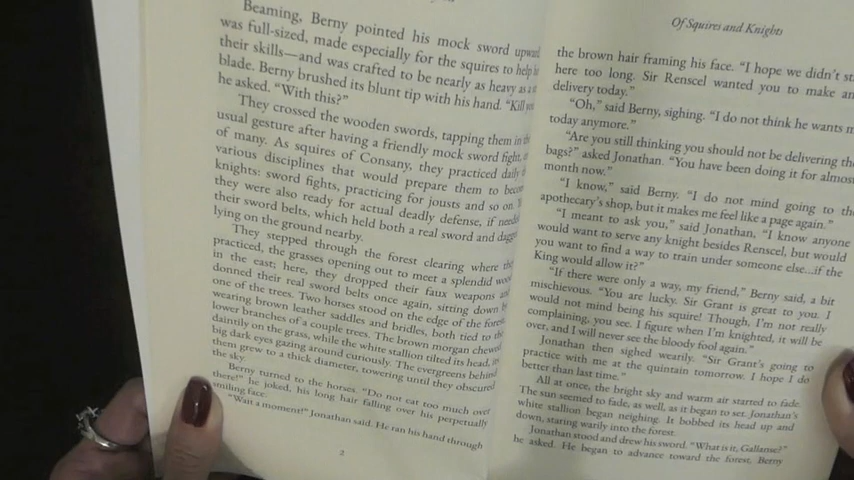 Beaming, Berny pointed his mock sword upward
was full-sized, made especially for the squires to help
their skills—and was crafted to be nearly as heavy as a
blade. Berny brushed its blunt tip with his hand. "Kill you
he asked. "With this?"
They crossed the wooden swords, tapping them in
usual gesture after having a friendly mock sword fight,
of many. As squires of Consany, they practiced daily
various disciplines that would prepare them to
knights: sword fights, practicing for jousts and so on.
they were also ready for actual deadly defense, if
their sword belts, which held both a real sword and dagger
lying on the ground nearby.
They stepped through the forest clearing where
practiced, the grasses opening out to meet a splendid
in the east; here, they dropped their faux weapons
donned their real sword belts once again, sitting down
one of the trees. Two horses stood on the edge of the forest
wearing brown leather saddles and bridles, both tied to the
lower branches of a couple trees. The brown morgan chewed
daintily on the grass, while the white stallion tilted its head,
big dark eyes gazing around curiously. The evergreens behind
them grew to a thick diameter, towering until they obscured
the sky.
Berny turned to the horses. "Do not eat too much over
there!" he joked, his long hair falling over his perpetually
smiling face.
"Wait a moment!" Jonathan said. He ran his hand through
2
Of Squires and Knights
the brown hair framing his face. "I hope we didn't
here too long. Sir Renscel wanted you to make an
delivery today."
"Oh," said Berny, sighing. "I do not think he wants
today anymore."
"Are you still thinking you should not be delivering
bags?" asked Jonathan. "You have been doing it for almost
month now."
"I know," said Berny. "I do not mind going to the
apothecary's shop, but it makes me feel like a page again."
"I meant to ask you," said Jonathan, "I know anyone
would want to serve any knight besides Renscel, but would
you want to find a way to train under someone else...if the
King would allow it?"
"If there were only a way, my friend," Berny said, a bit
mischievous. "You are lucky. Sir Grant is great to you. I
would not mind being his squire! Though, I'm not really
complaining, you see. I figure when I'm knighted, it will be
over, and I will never see the bloody fool again."
Jonathan then sighed wearily. "Sir Grant's going to
practice with me at the quintain tomorrow. I hope I do
better than last time."
All at once, the bright sky and warm air started to fade.
The sun seemed to fade, as well, as it began to set. Jonathan's
white stallion began neighing. It bobbed its head up and
down, staring warily into the forest.
Jonathan stood and drew his sword. "What is it, Gallanse?"
he asked. He began to advance toward the forest. Berny